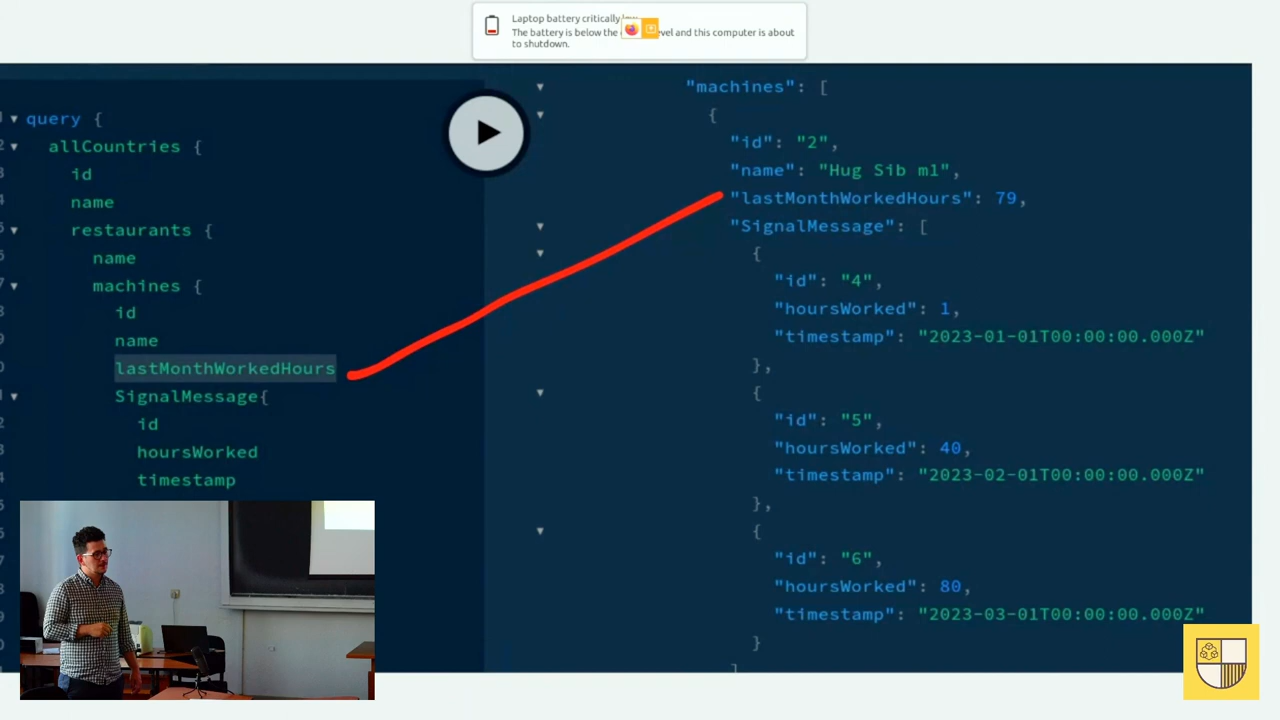 Laptop battery critically
The battery is below the level and this computer is about
to shutdown.
query {
allCountries {
id
name
restaurants {
name
machines {
id
name
lastMonthWorkedHours
SignalMessage{
id
hoursWorked
timestamp
"machines": [
{
"id": "2",
"name": "Hug Sib m1",
"lastMonthWorkedHours": 79,
"SignalMessage": [
{
"id": "4",
"hoursWorked": 1,
"timestamp": "2023-01-01T00:00:00.000Z"
},
{
"id": "5",
"hoursWorked": 40,
"timestamp": "2023-02-01T00:00:00.000Z"
},
{
"id": "6",
"hoursWorked": 80,
"timestamp": "2023-03-01T00:00:00.000Z"
}
]